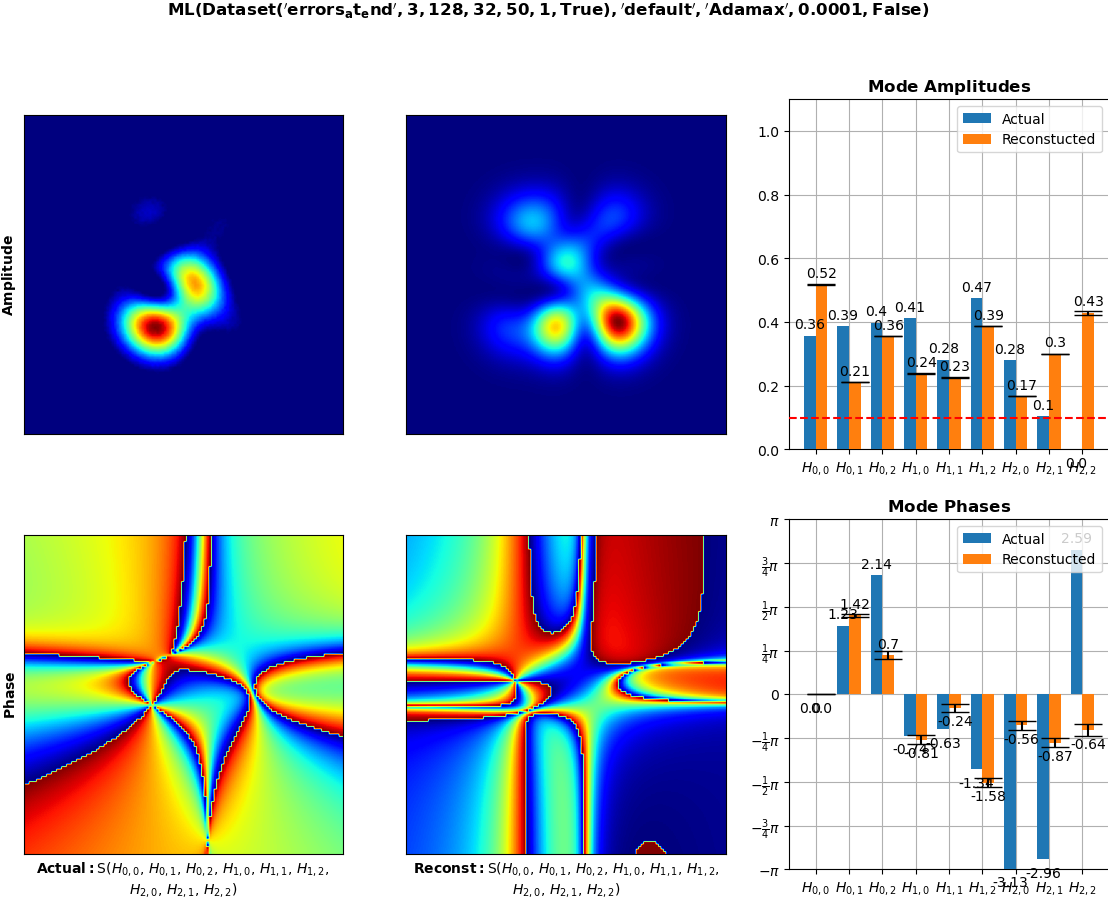 ML(Dataset('errors_at_end', 3, 128, 32, 50, 1, True), 'default', 'Adamax', 0.0001, False)
Mode Amplitudes
Amplitude
Actual
Reconstucted
1.0
0.8
0.6
0.4
0.2
0.0
0.36
0.52
0.39
0.21
0.4
0.36
0.41
0.24
0.28
0.23
0.47
0.39
0.28
0.17
0.1
0.3
0.0
0.43
H0,0 H0,1 H0,2 H1,0 H1,1 H1,2 H2,0 H2,1 H2,2
Mode Phases
Phase
Actual
Reconstucted
π
3/4π
1/2π
1/4π
0
−1/4π
−1/2π
−3/4π
−π
0.0
0.0
1.23
1.42
2.14
0.7
-0.74
-0.81
-0.63
-0.24
-1.34
-1.58
-3.13
-0.56
-2.96
-0.87
2.59
-0.64
H0,0 H0,1 H0,2 H1,0 H1,1 H1,2 H2,0 H2,1 H2,2
Actual: S(H0,0, H0,1, H0,2, H1,0, H1,1, H1,2,
H2,0, H2,1, H2,2)
Reconst: S(H0,0, H0,1, H0,2, H1,0, H1,1, H1,2,
H2,0, H2,1, H2,2)